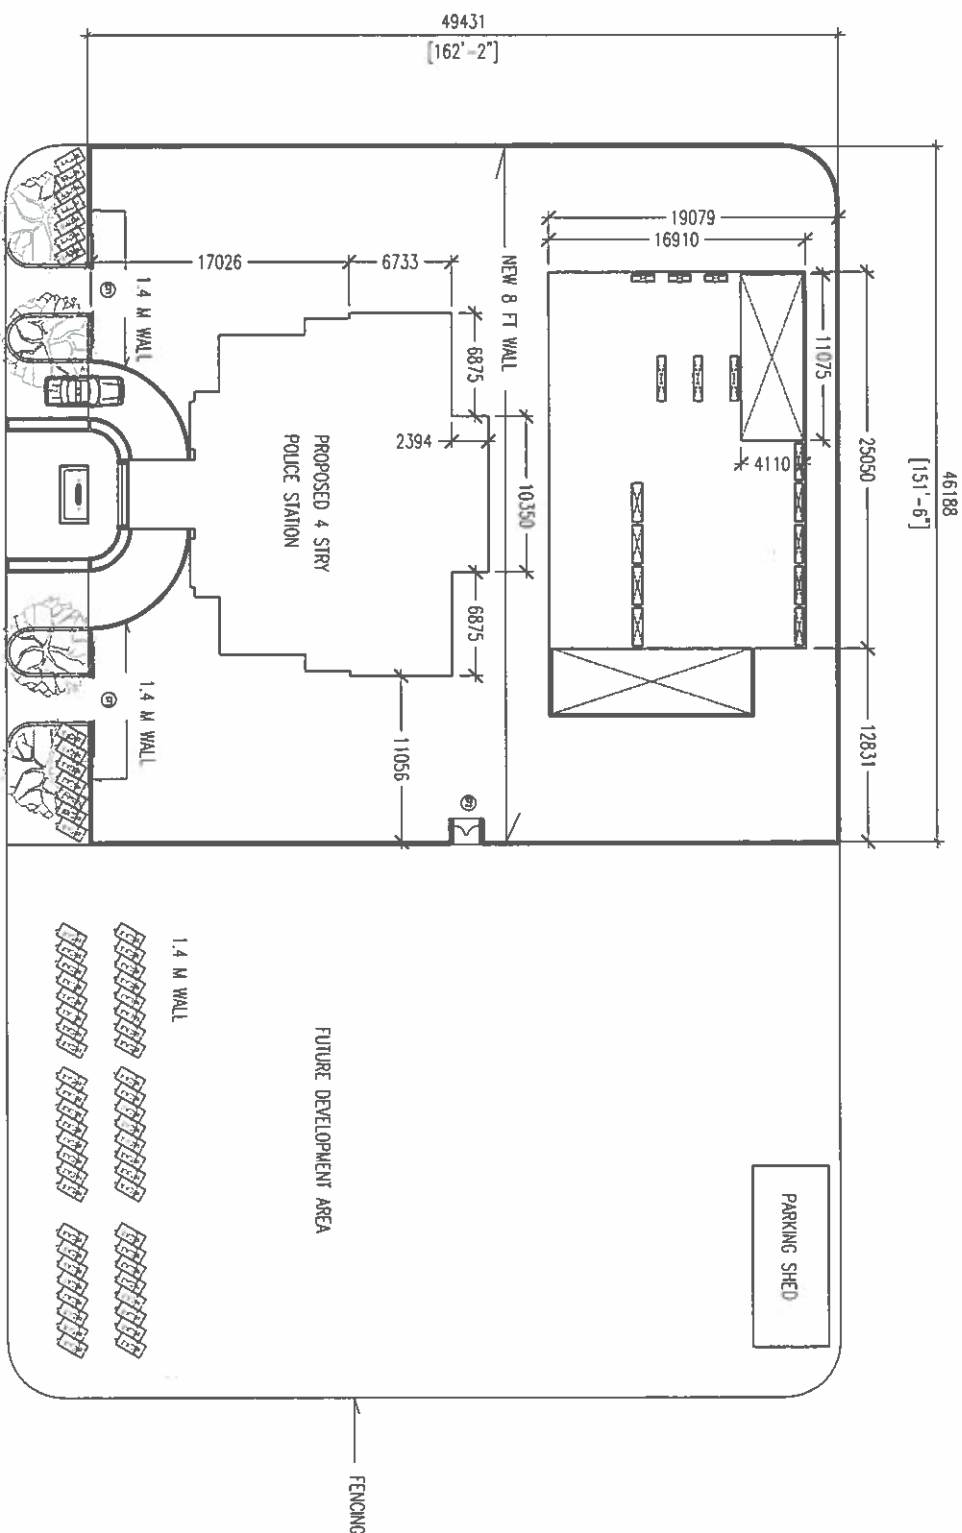 49431
[162'-2"]
46188
[151'-6"]
19079
16910
11075
25050
4110
12831
17026
6733
NEW 8 FT WALL
6875
2394
10350
6875
11056
1.4 M WALL
PROPOSED 4 STRY
POLICE STATION
1.4 M WALL
1.4 M WALL
FUTURE DEVELOPMENT AREA
PARKING SHED
FENCING